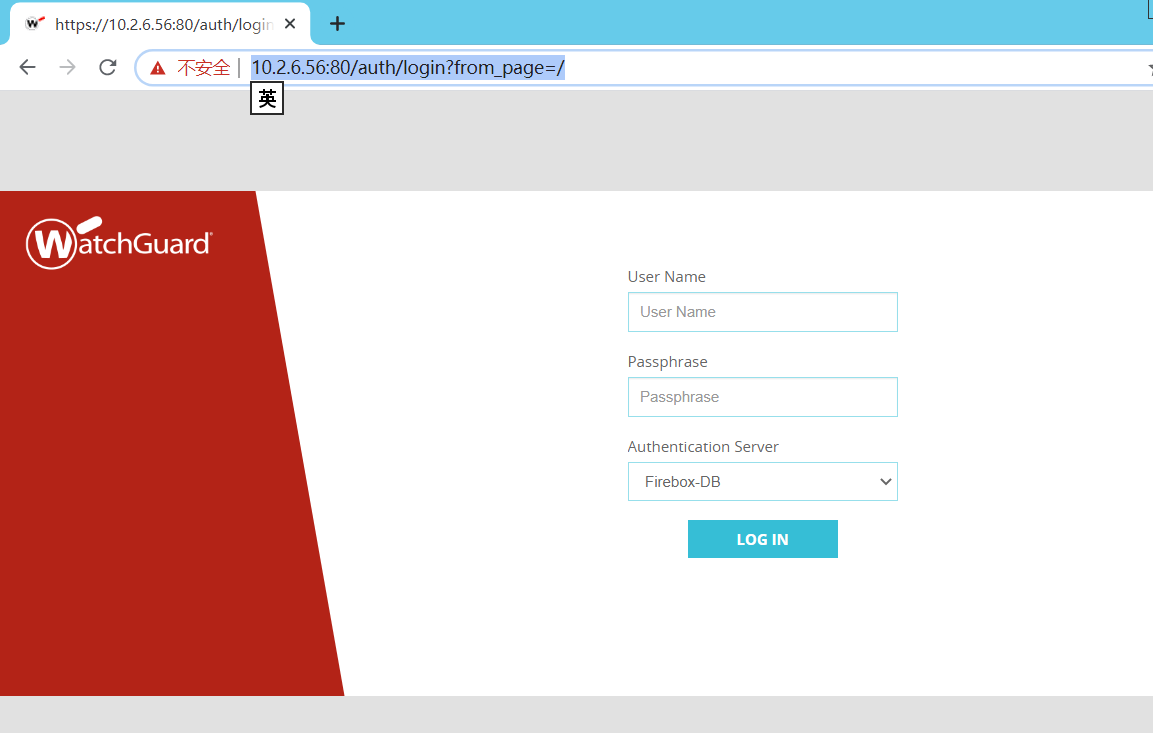 https://10.2.6.56:80/auth/login
不安全 10.2.6.56:80/auth/login?from_page=/
英
WatchGuard
User Name
User Name
Passphrase
Passphrase
Authentication Server
Firebox-DB
LOG IN